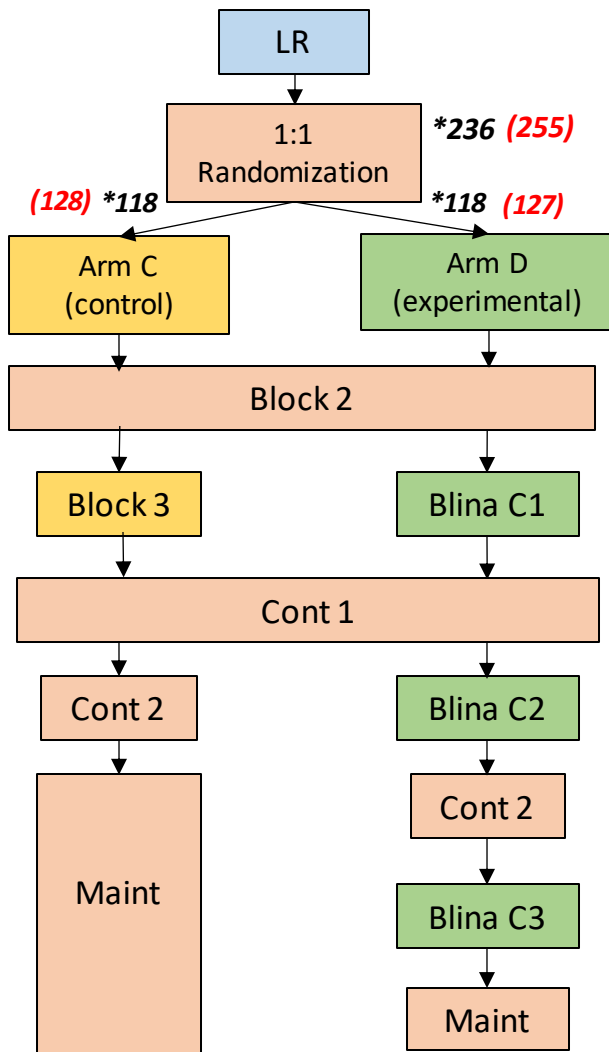 LR
1:1
Randomization
*236 (255)
(128) *118
*118 (127)
Arm C
(control)
Arm D
(experimental)
Block 2
Block 3
Blina C1
Cont 1
Cont 2
Blina C2
Cont 2
Maint
Blina C3
Maint